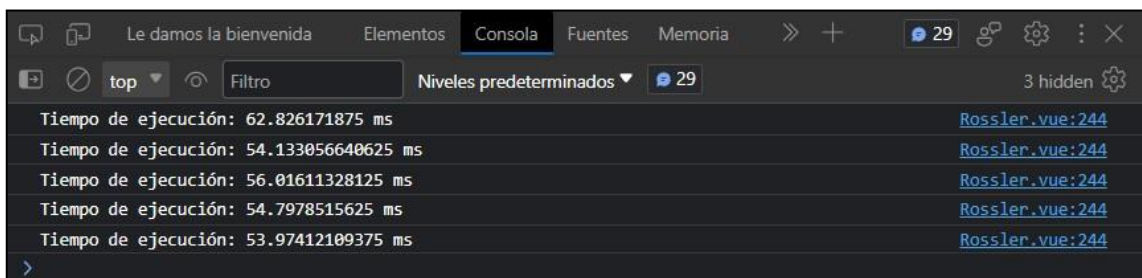 Le damos la bienvenida Elementos Consola Fuentes Memoria 29
top Filtro Niveles predeterminados 29 3 hidden
Tiempo de ejecución: 62.826171875 ms Rossler.vue:244
Tiempo de ejecución: 54.133056640625 ms Rossler.vue:244
Tiempo de ejecución: 56.01611328125 ms Rossler.vue:244
Tiempo de ejecución: 54.7978515625 ms Rossler.vue:244
Tiempo de ejecución: 53.97412109375 ms Rossler.vue:244